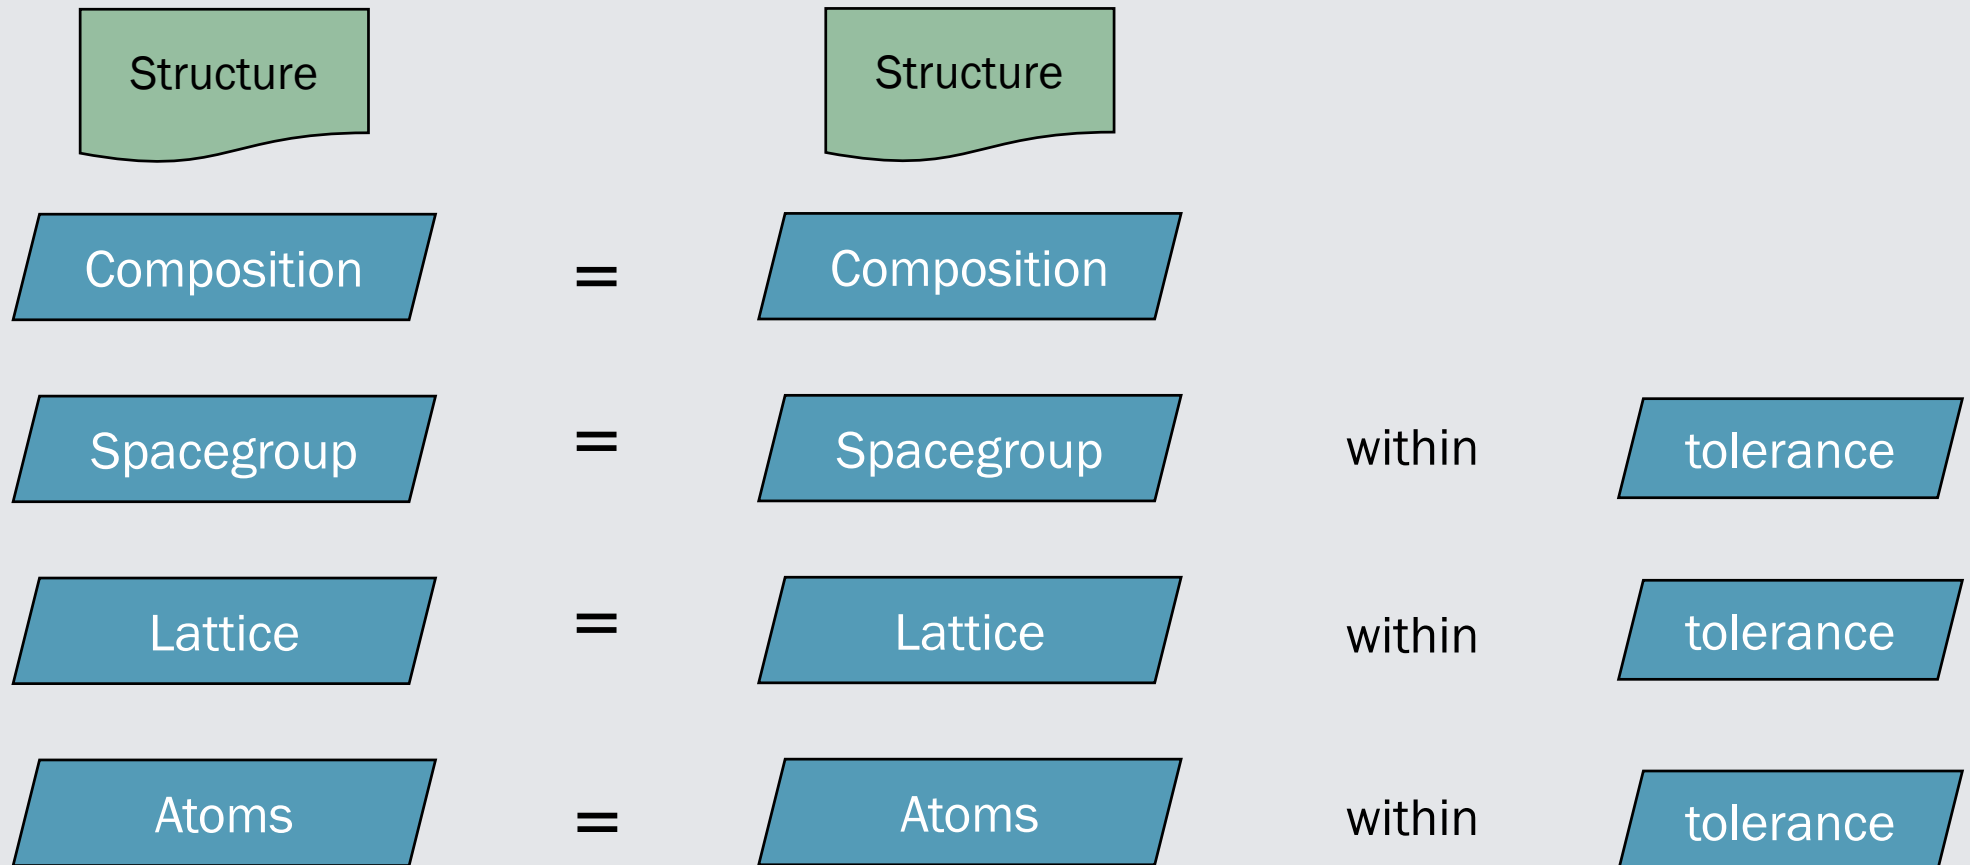 Structure Structure
Composition = Composition
Spacegroup = Spacegroup within tolerance
Lattice = Lattice within tolerance
Atoms = Atoms within tolerance